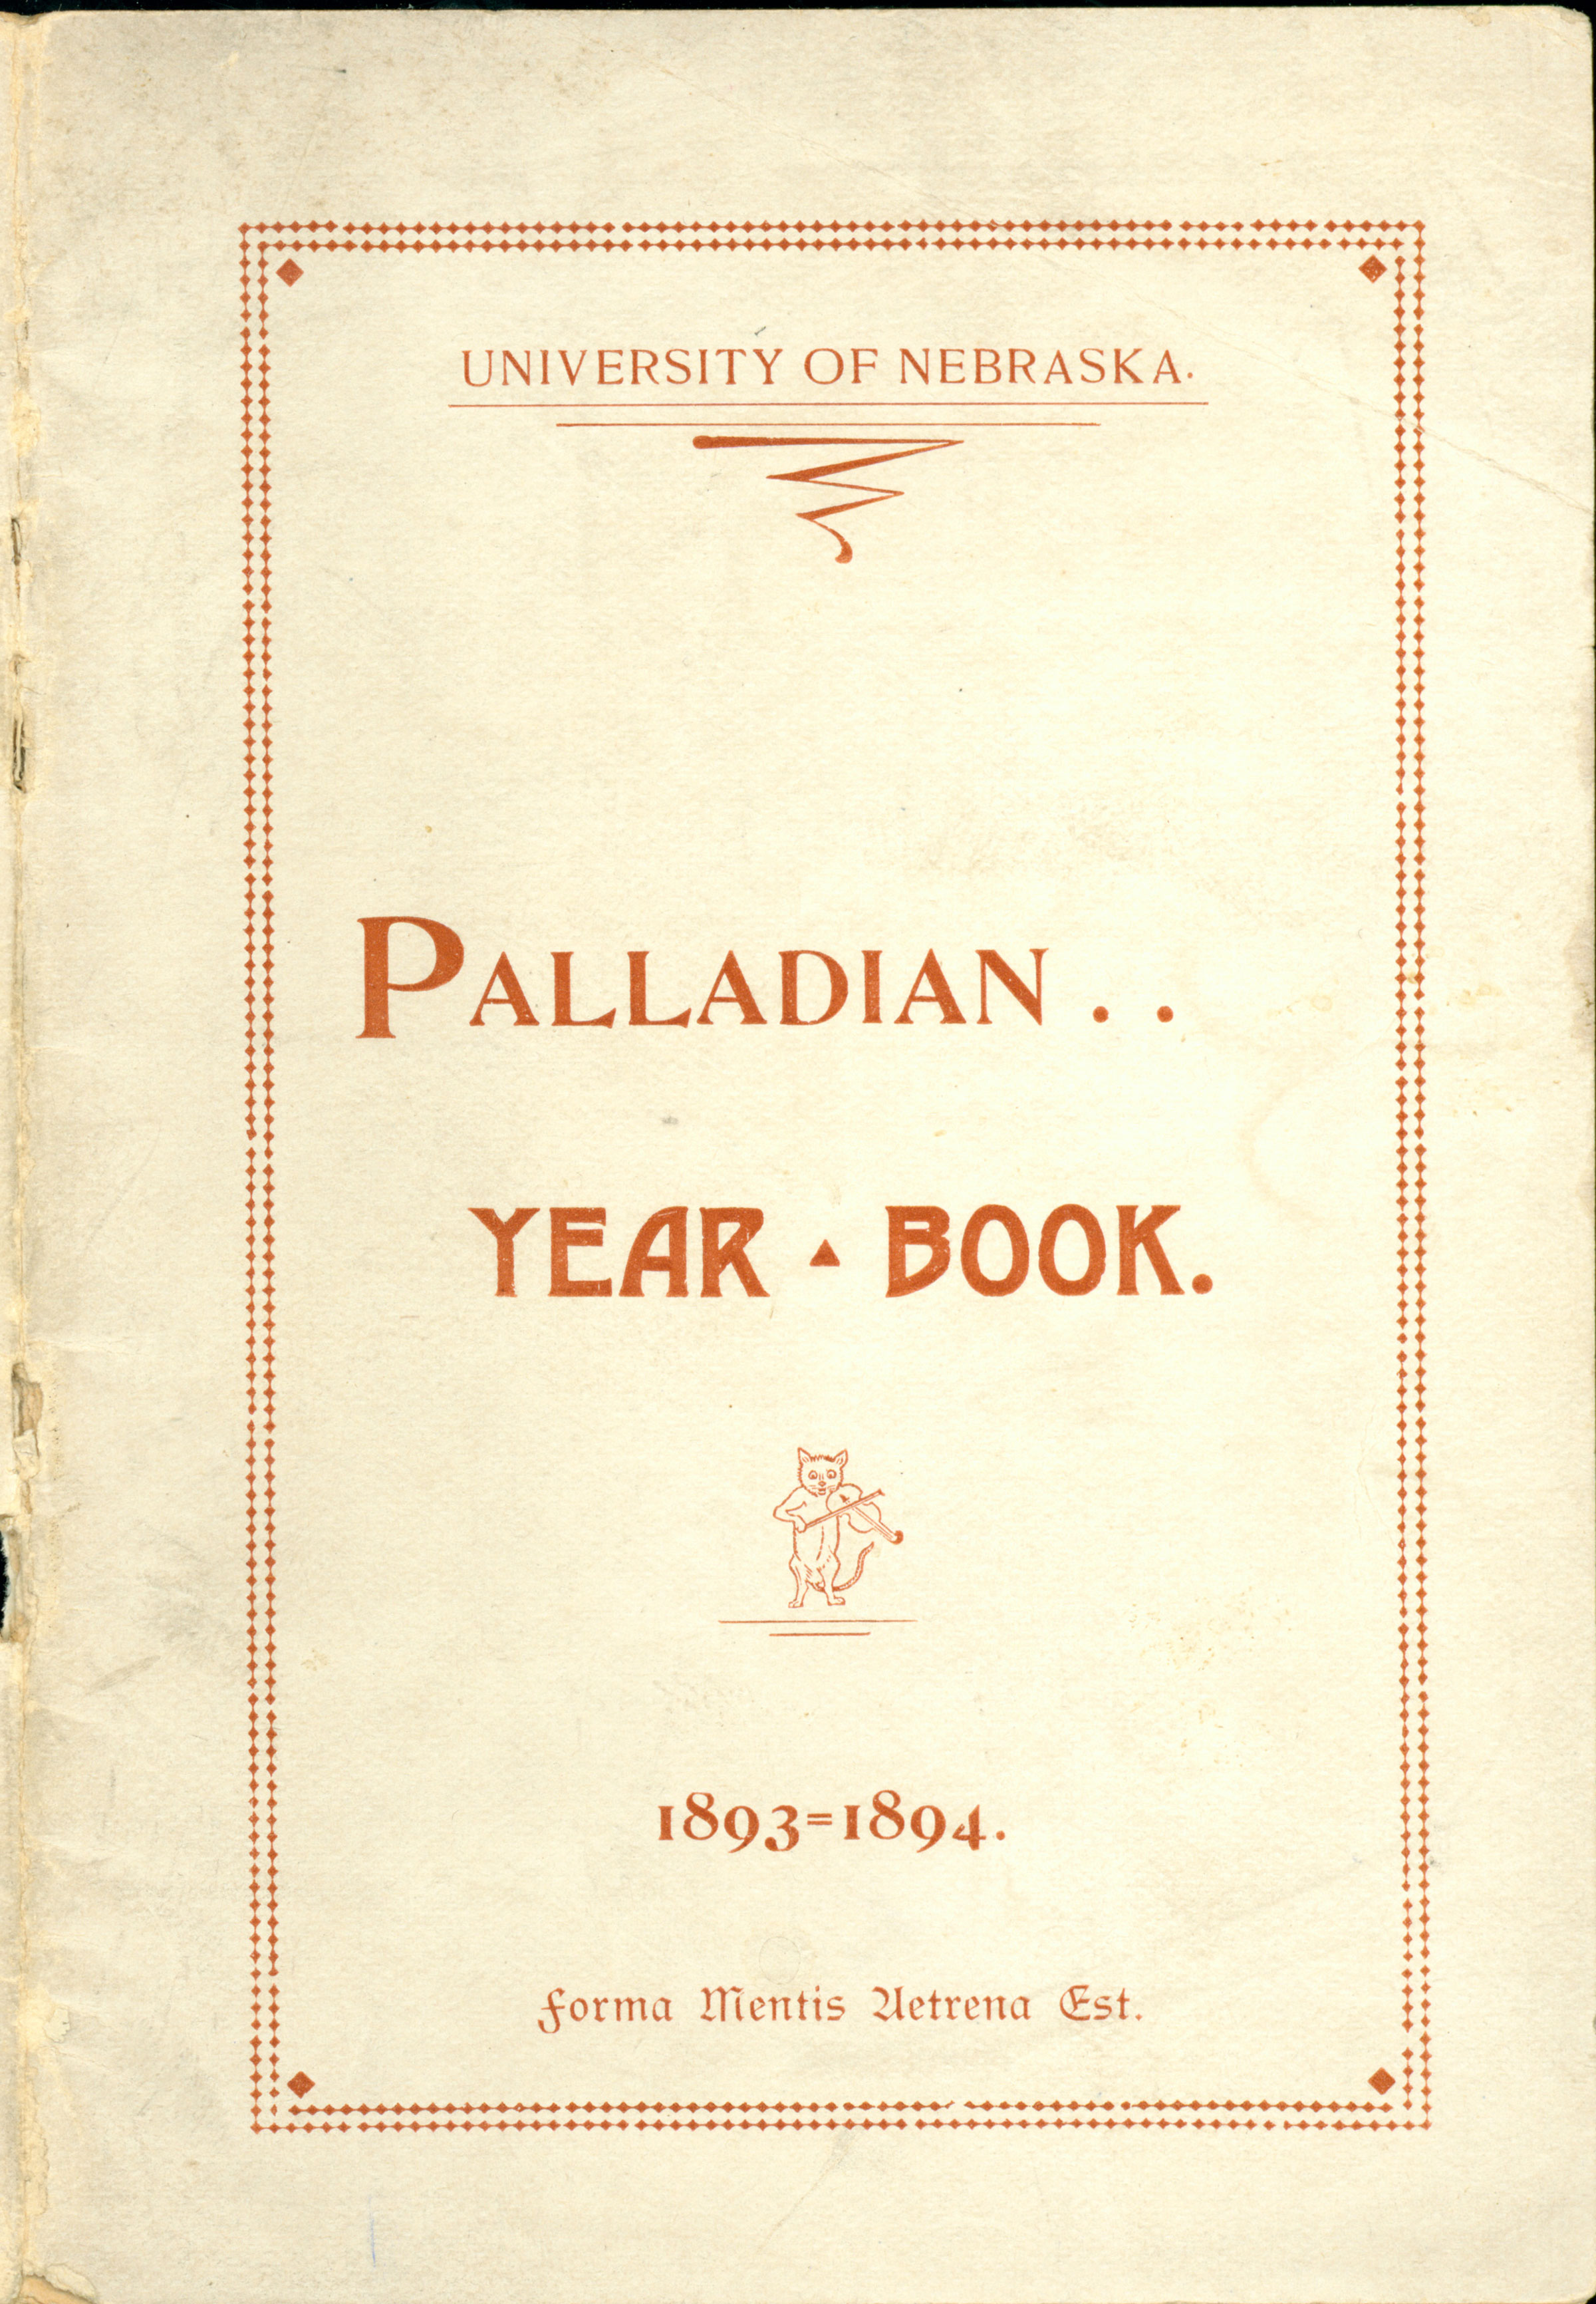 UNIVERSITY OF NEBRASKA.
PALLADIAN . .
YEAR ▴ BOOK.
1893=1894.
Forma Mentis Aetrena Est.